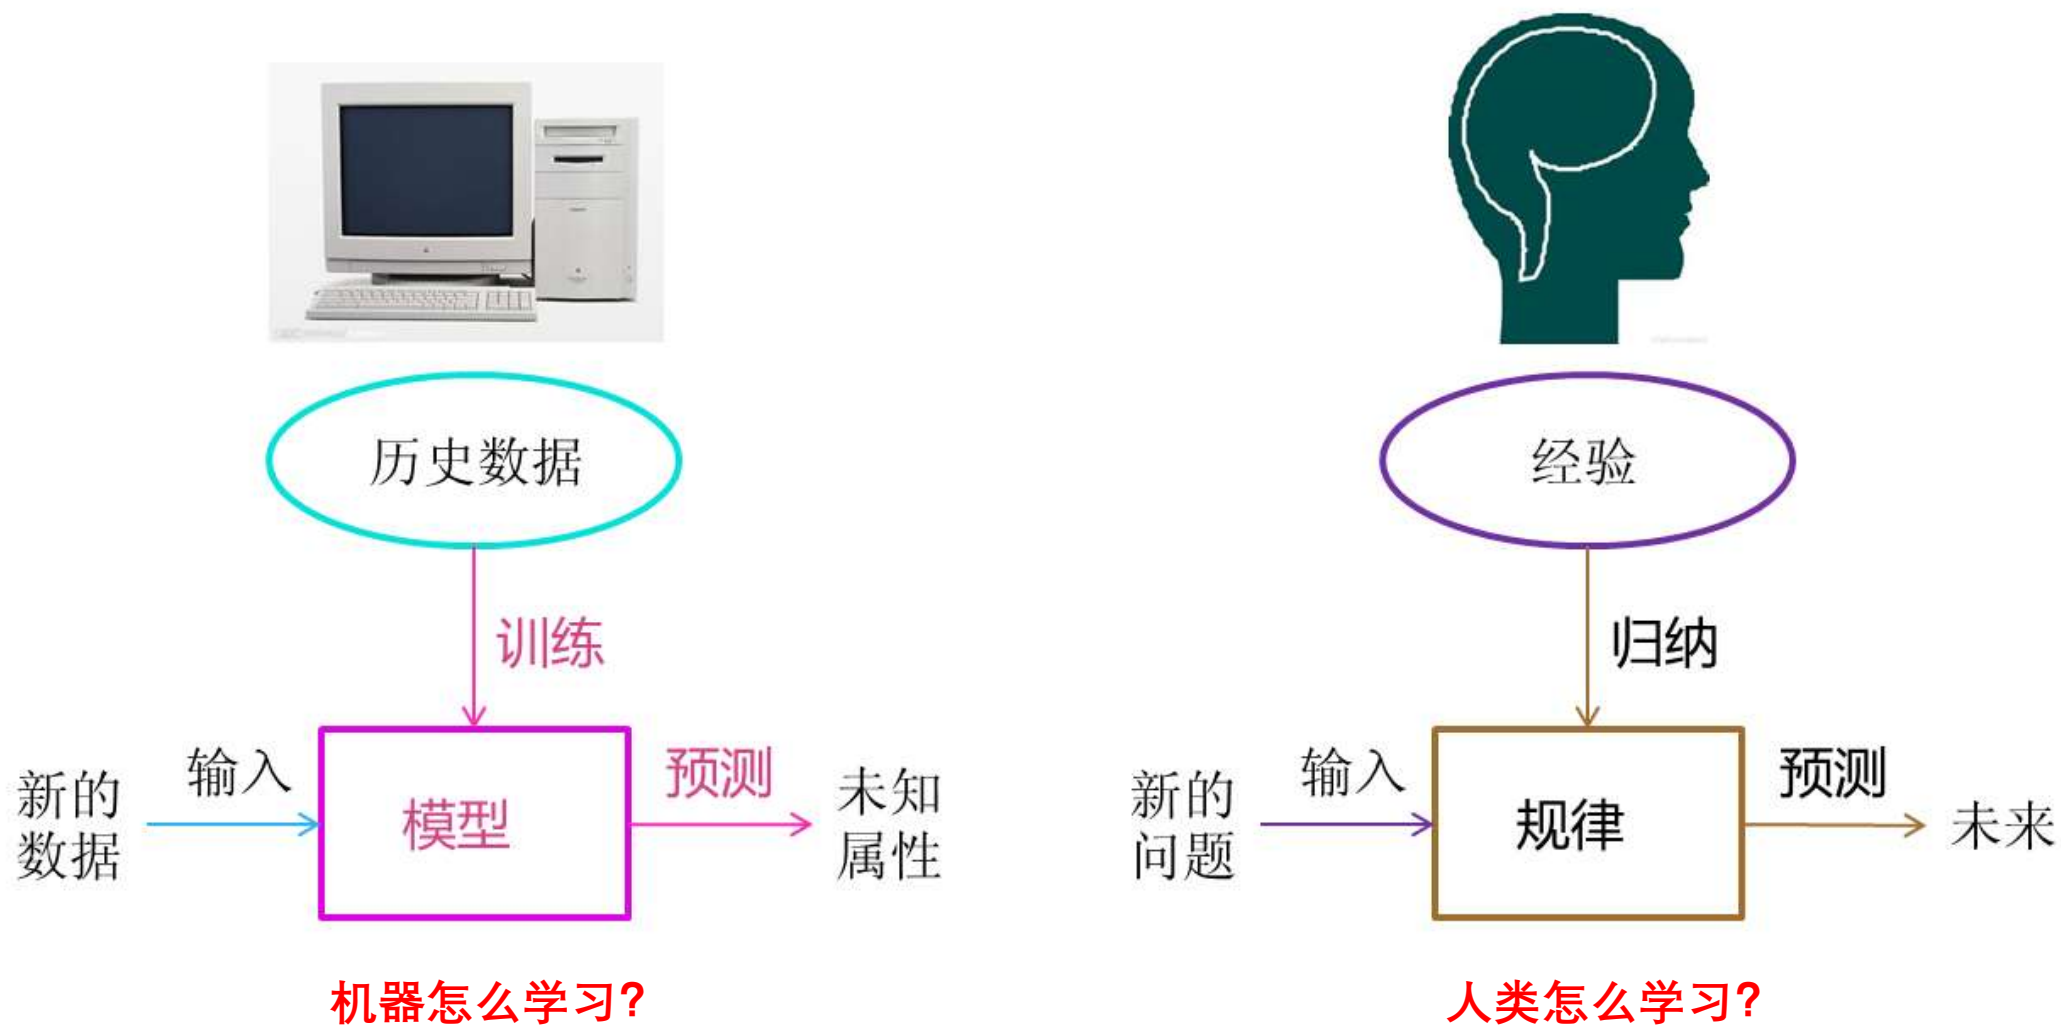 历史数据
训练
新的
数据
输入
模型
预测
未知
属性
机器怎么学习?
经验
归纳
新的
问题
输入
规律
预测
未来
人类怎么学习?